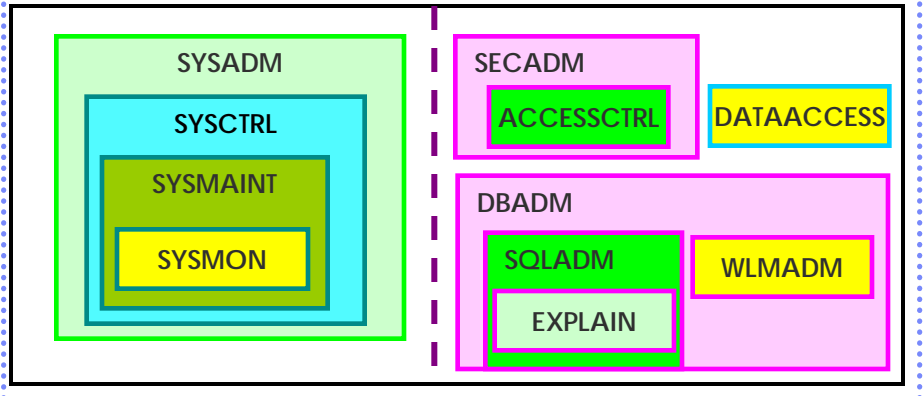 SYSADM
SYSCTRL
SYSMAINT
SYSMON
SECADM
ACCESSCTRL
DATAACCESS
DBADM
SQLADM
EXPLAIN
WLMADM